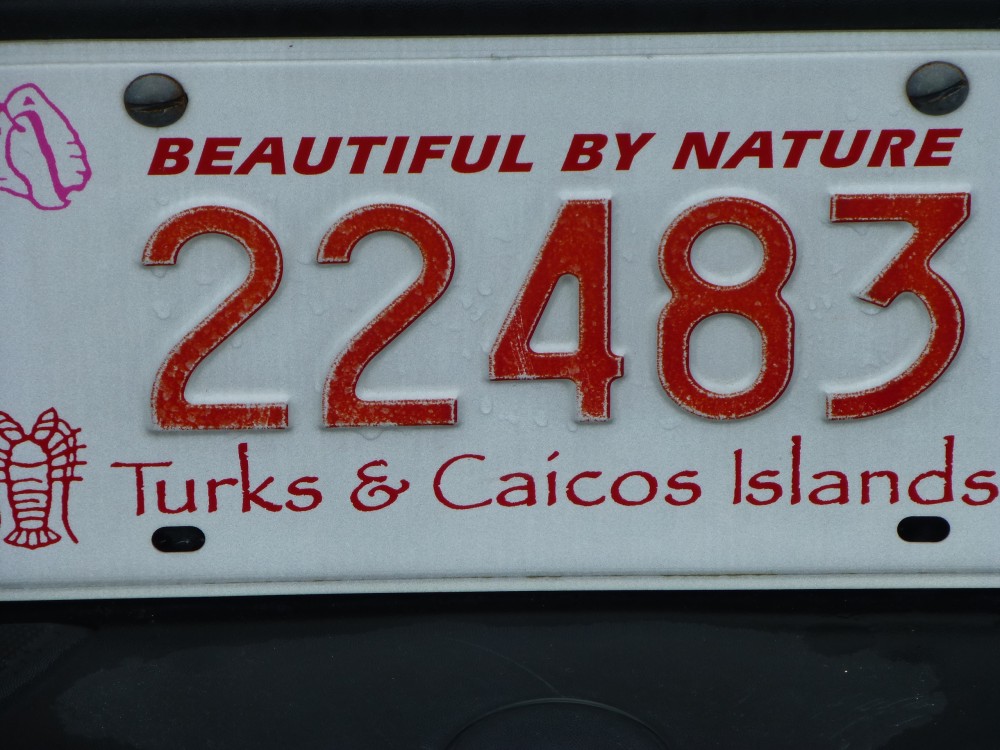 BEAUTIFUL BY NATURE
22483
Turks & Caicos Islands